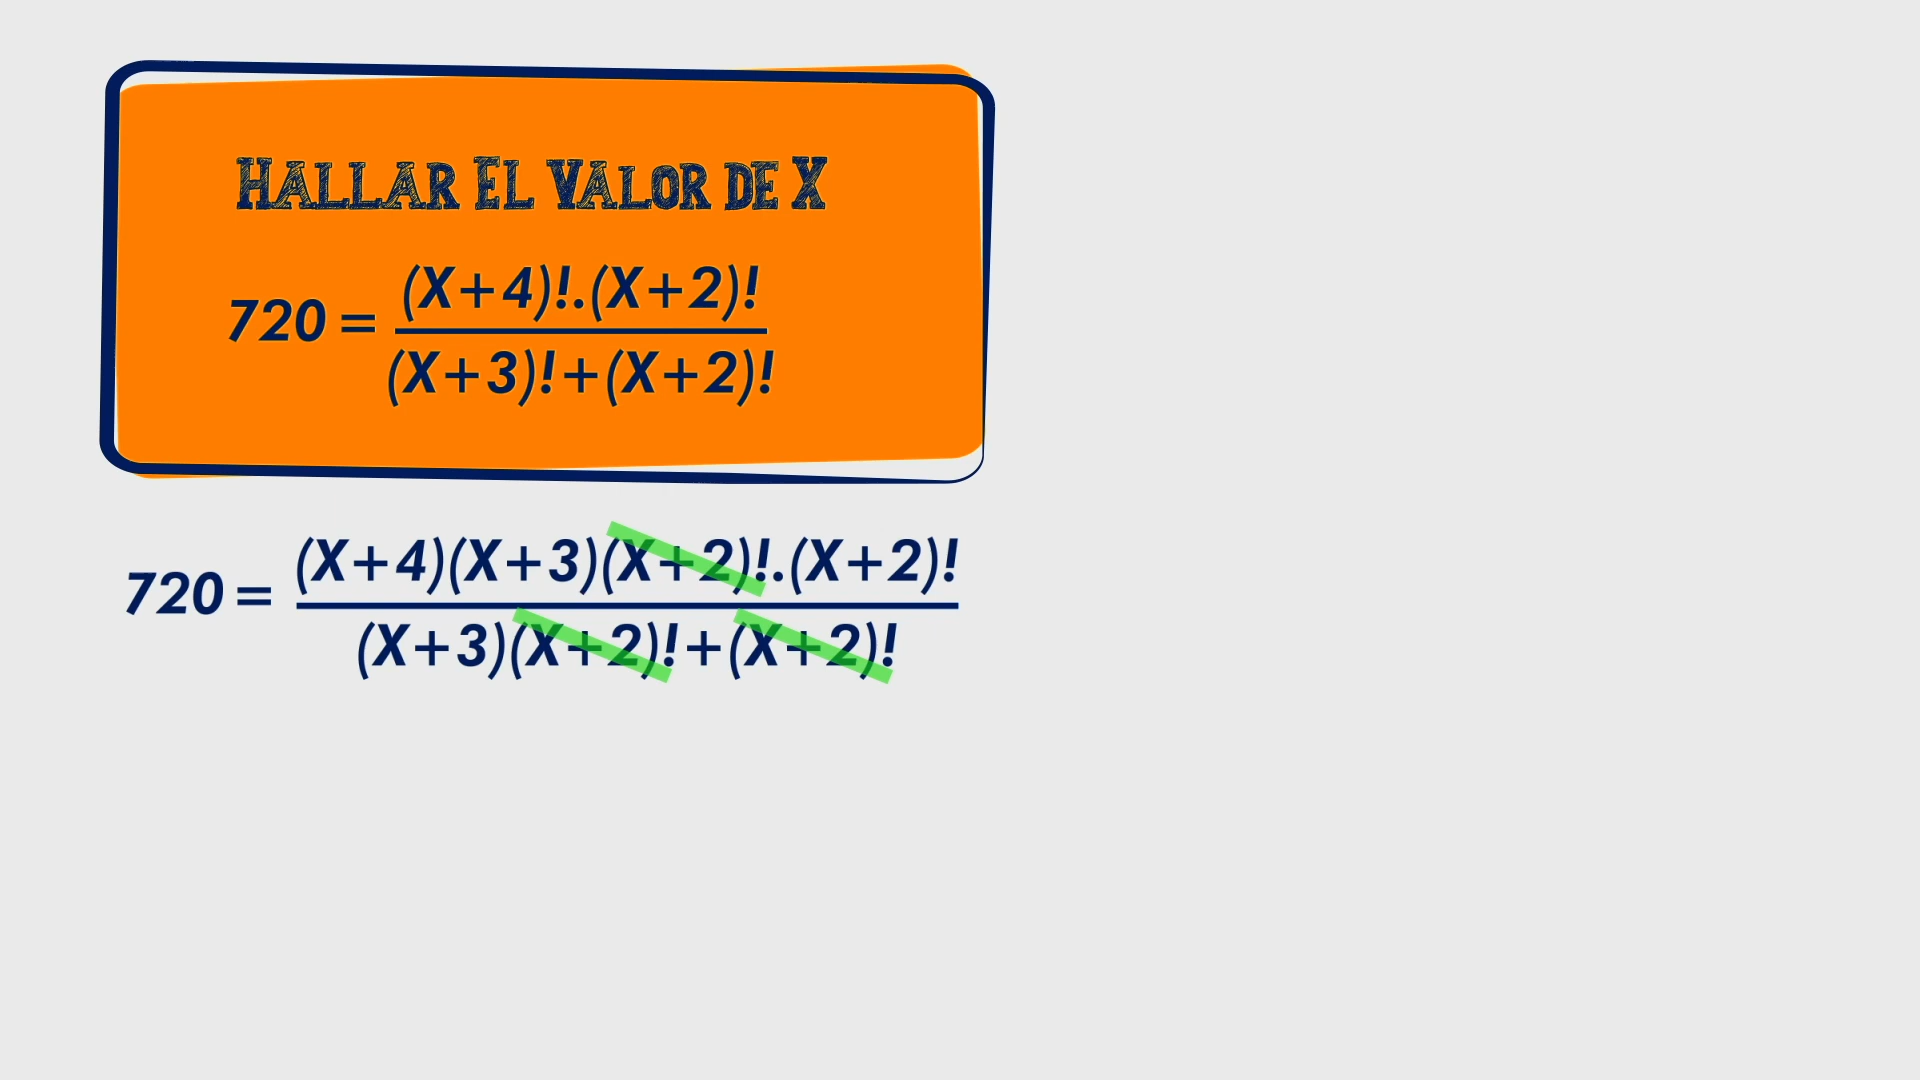 HALLAR EL VALOR DE X
720 = (X+4)!.(X+2)!
(X+3)!+(X+2)!
720 = (X+4)(X+3)(X+2)!.(X+2)!
(X+3)(X+2)!+(X+2)!